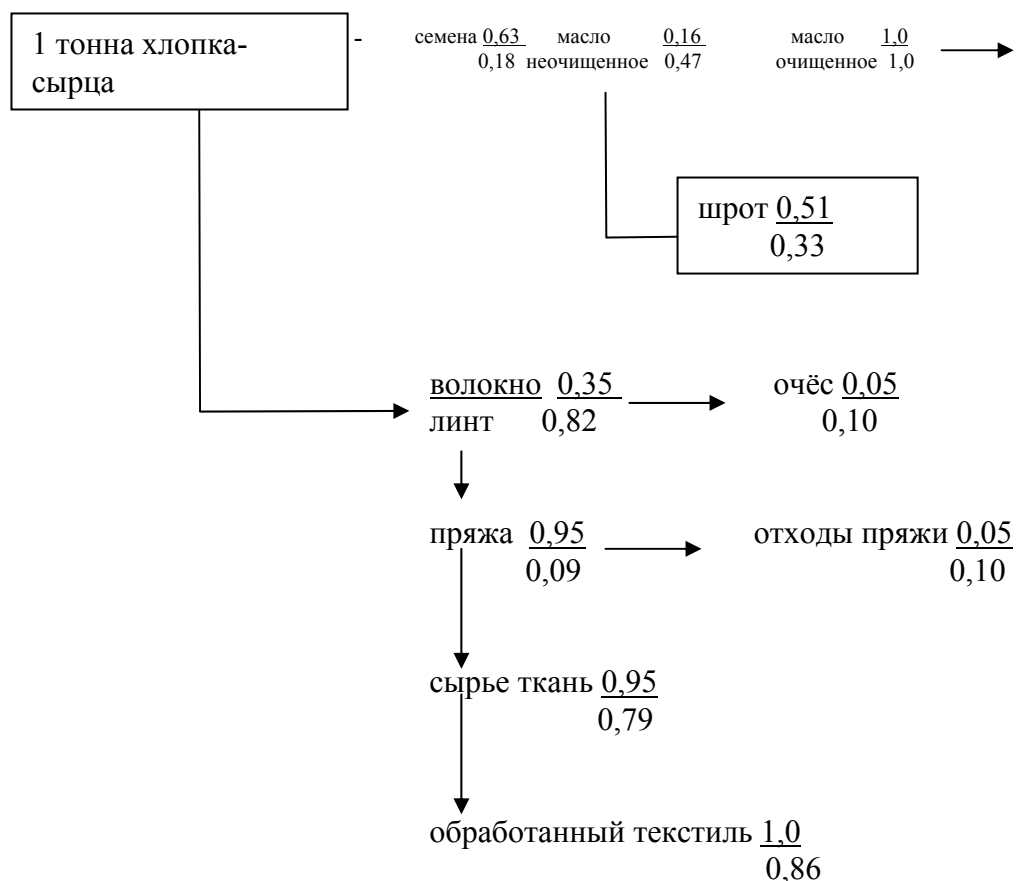 1 тонна хлопка-
сырца
-
семена 0,63 масло 0,16 масло 1,0
0,18 неочищенное 0,47 очищенное 1,0
шрот 0,51
0,33
волокно 0,35 очёс 0,05
линт 0,82 0,10
пряжа 0,95 отходы пряжи 0,05
0,09 0,10
сырье ткань 0,95
0,79
обработанный текстиль 1,0
0,86